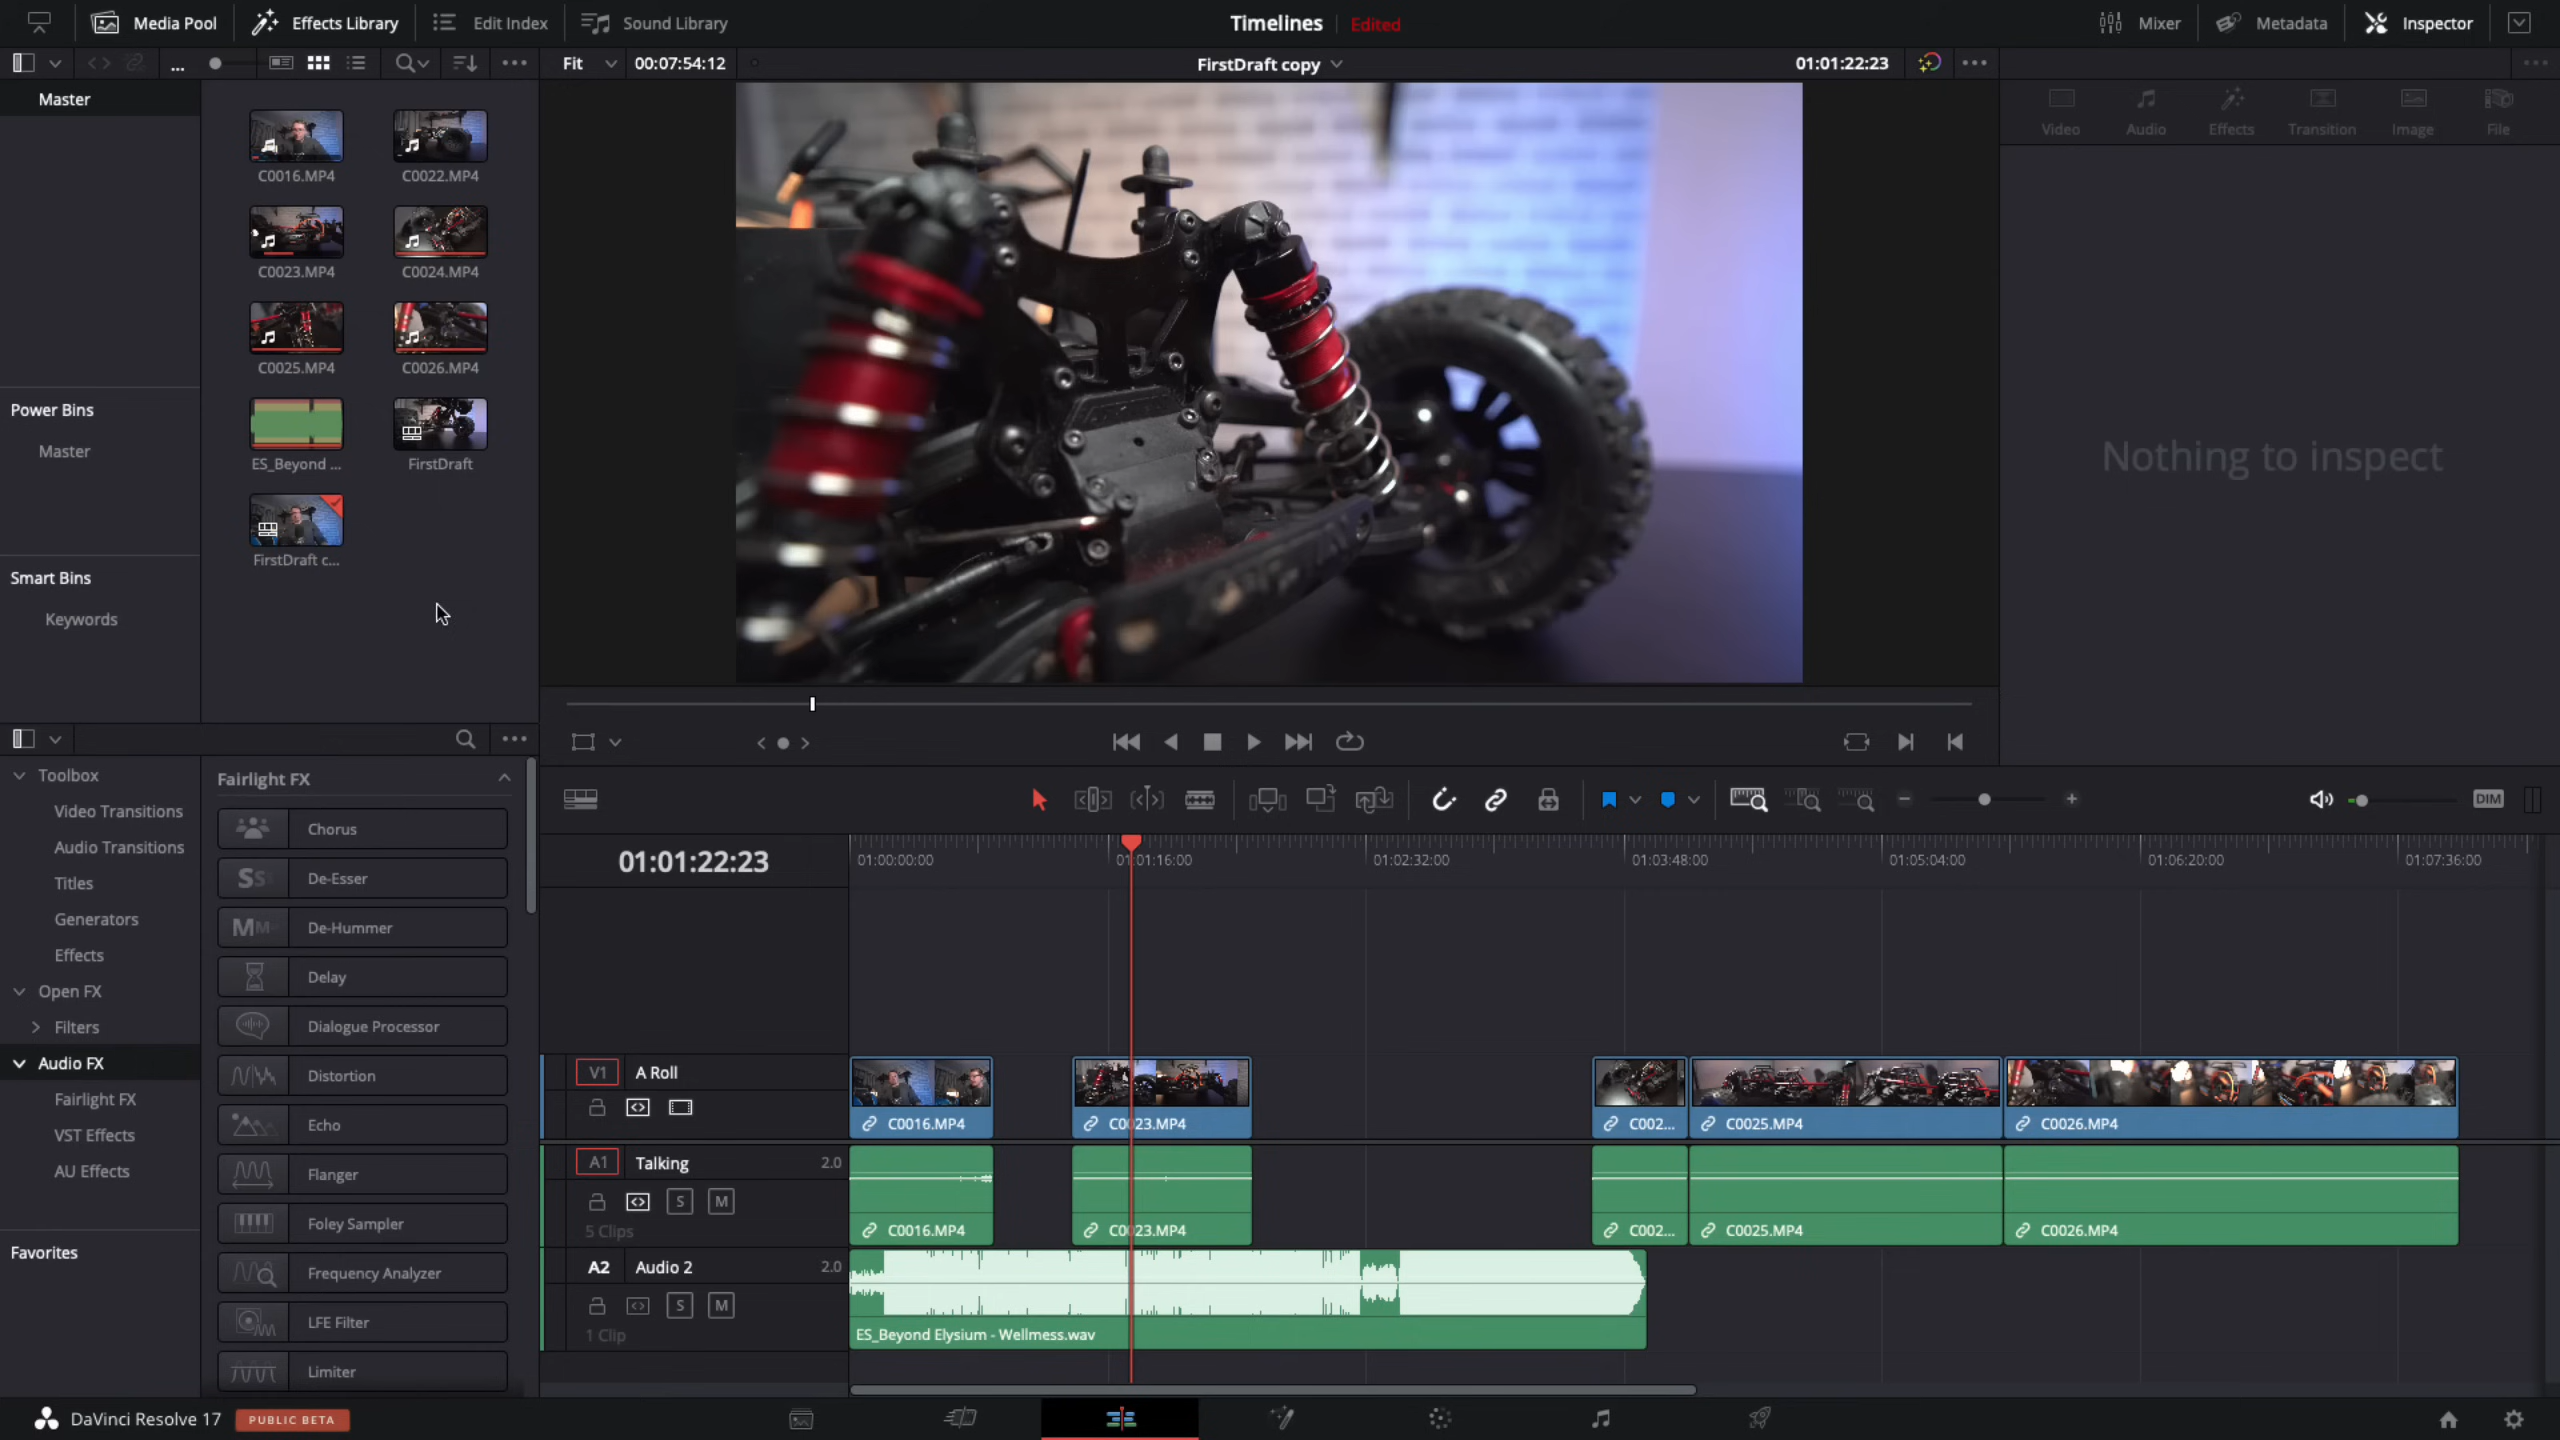 Media Pool
Effects Library
Edit Index
Sound Library
Timelines
Edited
Mixer
Metadata
Inspector
...
Fit
00:07:54:12
FirstDraft copy
01:01:22:23
Master
C0016.MP4
C0022.MP4
C0023.MP4
C0024.MP4
C0025.MP4
C0026.MP4
ES_Beyond ...
FirstDraft
FirstDraft c...
Power Bins
Master
Smart Bins
Keywords
Video
Audio
Effects
Transition
Image
File
Nothing to inspect
Toolbox
Video Transitions
Audio Transitions
Titles
Generators
Effects
Open FX
Filters
Audio FX
Fairlight FX
VST Effects
AU Effects
Favorites
Fairlight FX
Chorus
De-Esser
De-Hummer
Delay
Dialogue Processor
Distortion
Echo
Flanger
Foley Sampler
Frequency Analyzer
LFE Filter
Limiter
DIM
01:01:22:23
01:00:00:00
01:01:16:00
01:02:32:00
01:03:48:00
01:05:04:00
01:06:20:00
01:07:36:00
V1
A Roll
C0016.MP4
C0023.MP4
C002...
C0025.MP4
C0026.MP4
A1
Talking
2.0
S
M
5 Clips
C0016.MP4
C0023.MP4
C002...
C0025.MP4
C0026.MP4
A2
Audio 2
2.0
S
M
1 Clip
ES_Beyond Elysium - Wellmess.wav
DaVinci Resolve 17
PUBLIC BETA